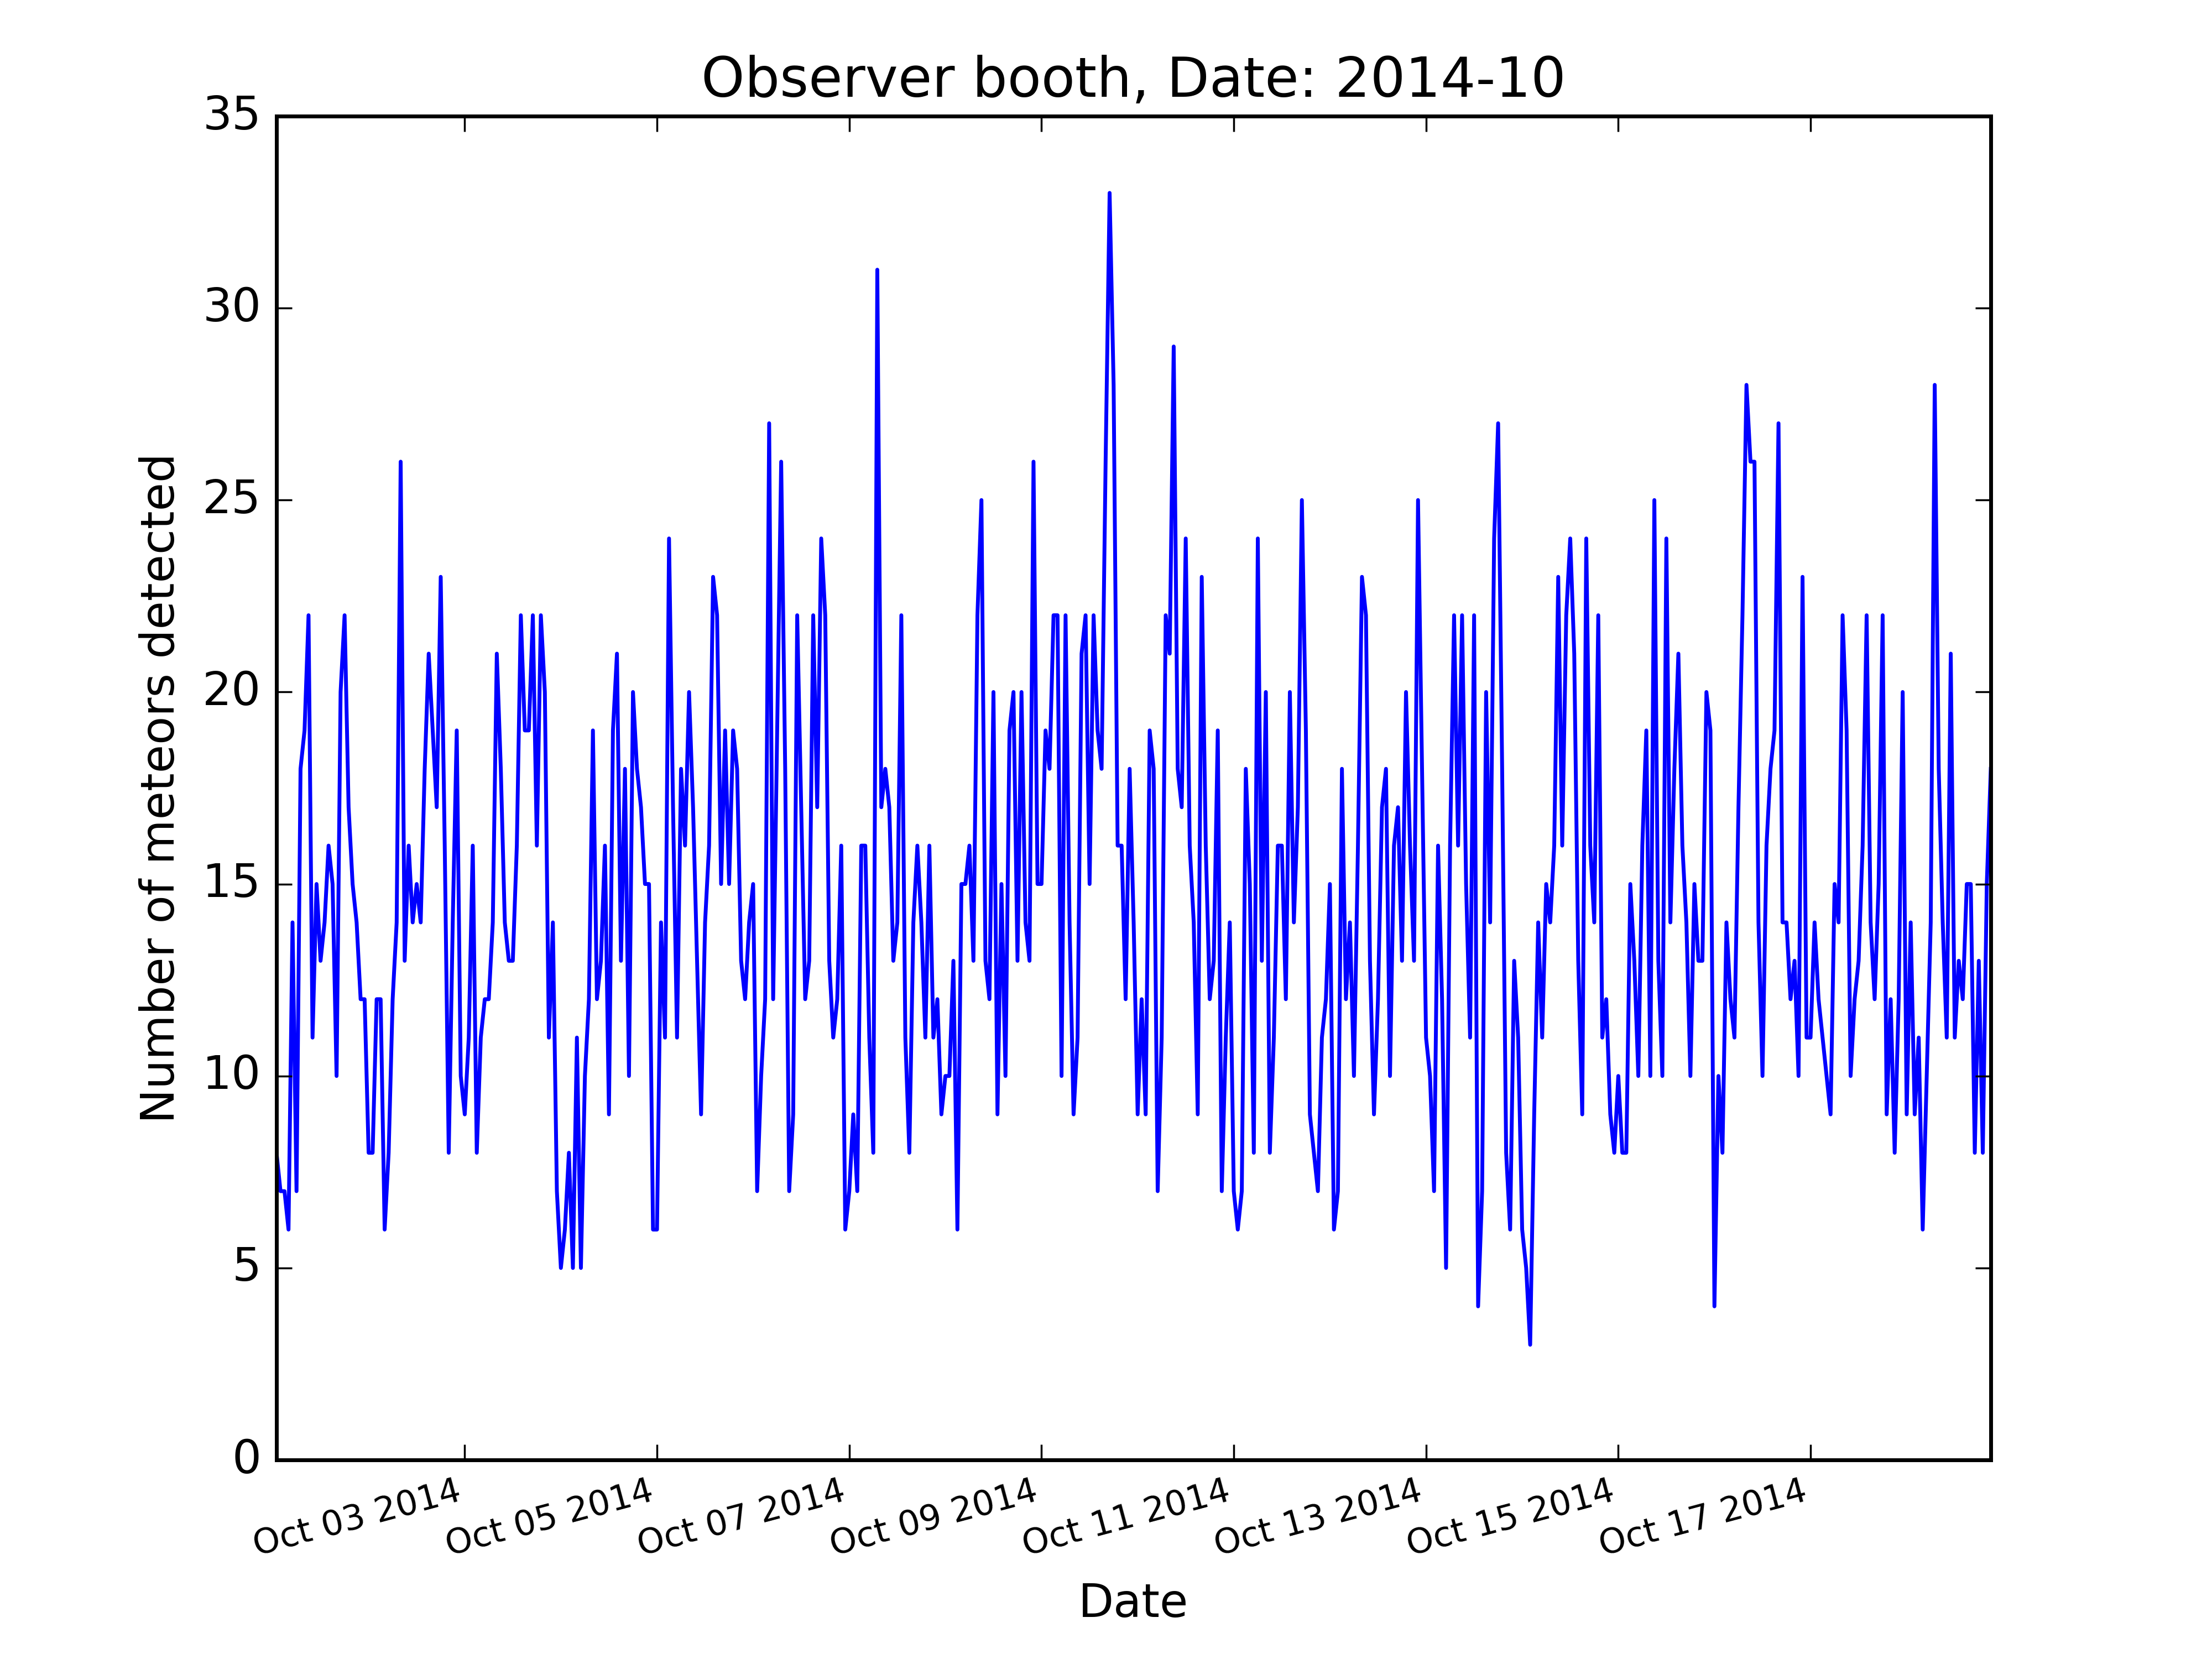 Observer booth, Date: 2014-10
35
30
25
20
15
10
5
0
Number of meteors detected
Oct 03 2014
Oct 05 2014
Oct 07 2014
Oct 09 2014
Oct 11 2014
Oct 13 2014
Oct 15 2014
Oct 17 2014
Date